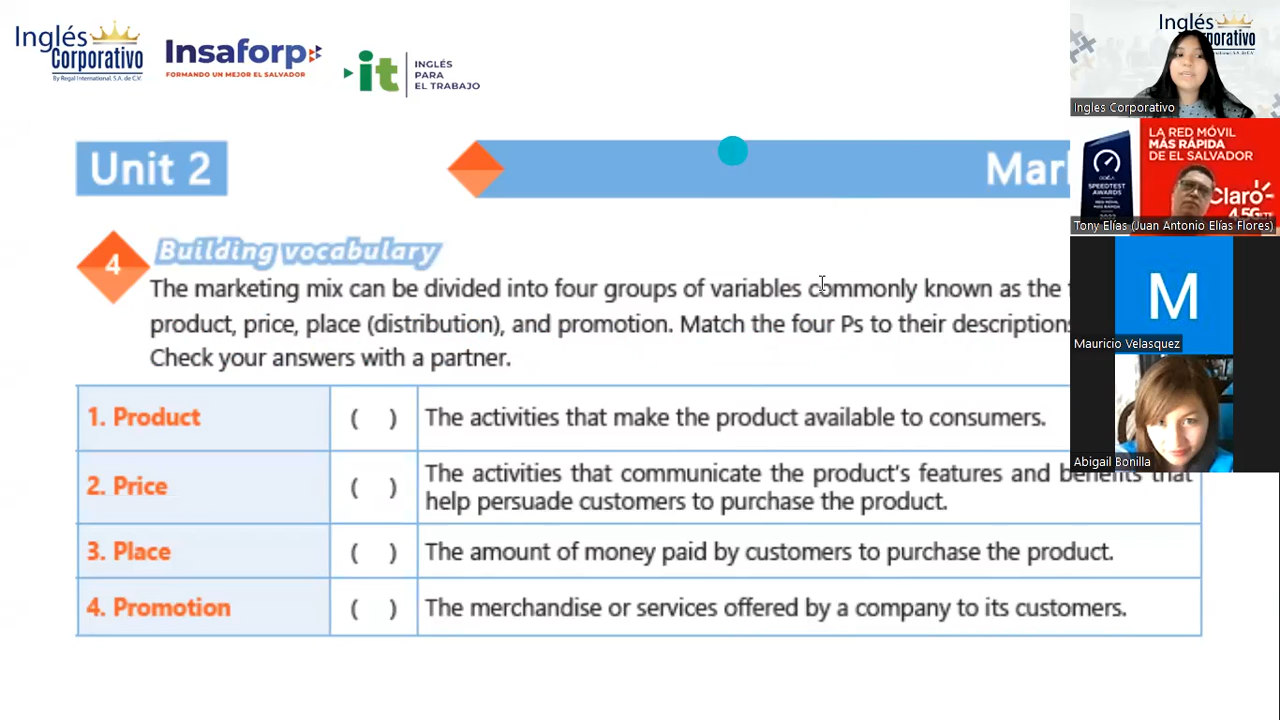 Inglés
Corporativo
By Regal International, S.A. de C.V.
Insaforp
FORMANDO UN MEJOR EL SALVADOR
it
INGLÉS
PARA
EL TRABAJO
Inglés
Corporativo
Ingles Corporativo
LA RED MÓVIL
MÁS RÁPIDA
DE EL SALVADOR
SPEEDTEST
AWARDS
Claro
4.5G
Tony Elías (Juan Antonio Elías Flores)
M
Mauricio Velasquez
Abigail Bonilla
Unit 2
4
Building vocabulary
The marketing mix can be divided into four groups of variables commonly known as the
product, price, place (distribution), and promotion. Match the four Ps to their descriptions
Check your answers with a partner.
1. Product ( ) The activities that make the product available to consumers.
2. Price ( ) The activities that communicate the product's features and benefits that
help persuade customers to purchase the product.
3. Place ( ) The amount of money paid by customers to purchase the product.
4. Promotion ( ) The merchandise or services offered by a company to its customers.